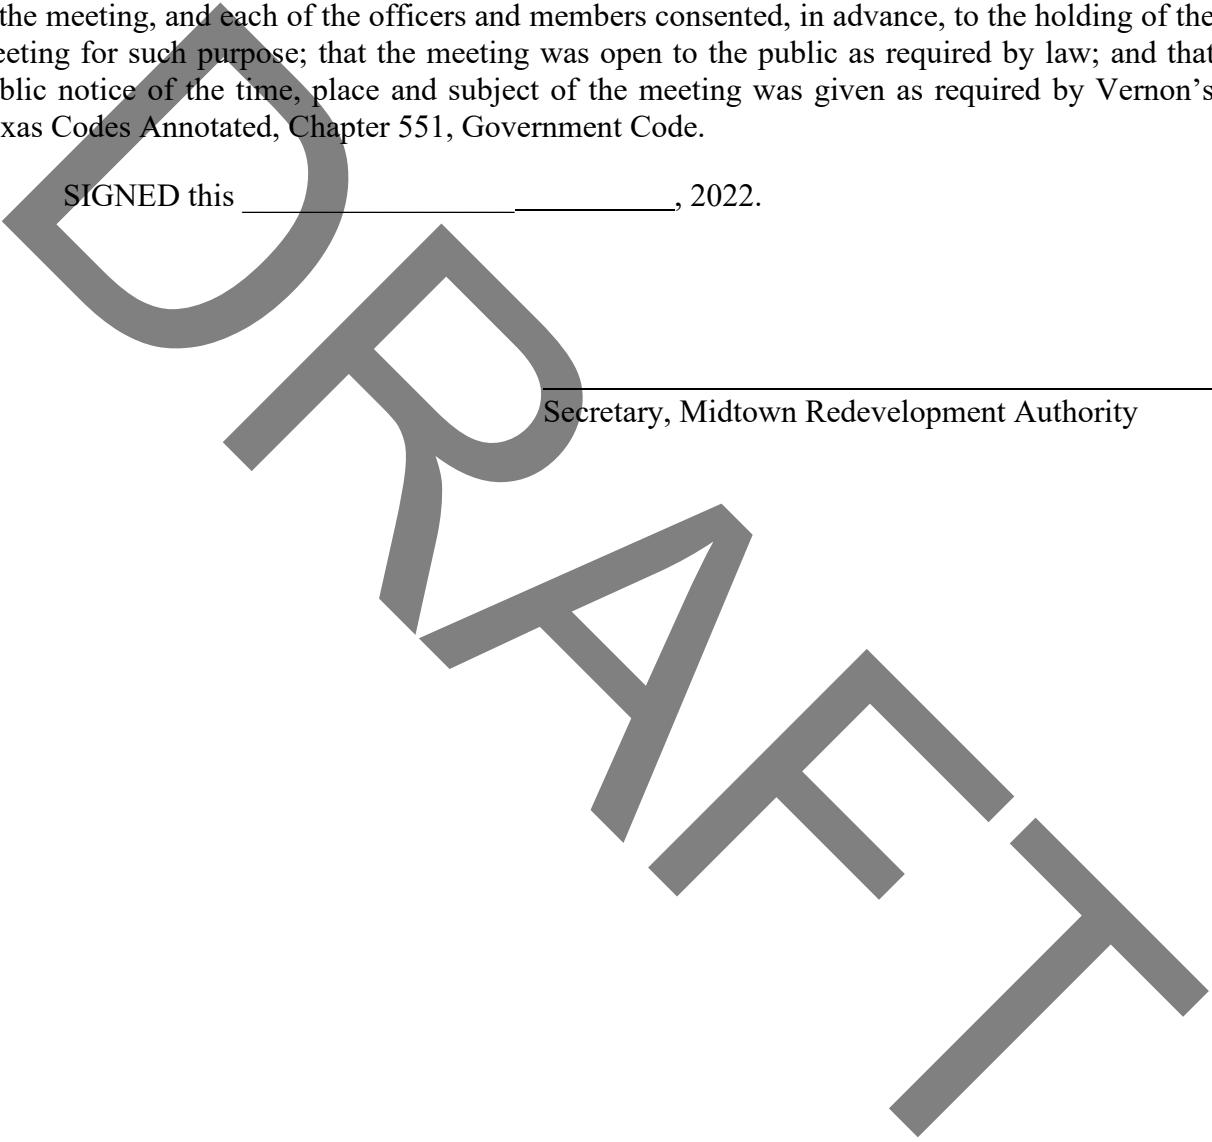 the meeting, and each of the officers and members consented, in advance, to the holding of the
eeting for such purpose; that the meeting was open to the public as required by law; and that
blic notice of the time, place and subject of the meeting was given as required by Vernon’s
xas Codes Annotated, Chapter 551, Government Code.
SIGNED this ___________________________, 2022.
Secretary, Midtown Redevelopment Authority
DRAFT